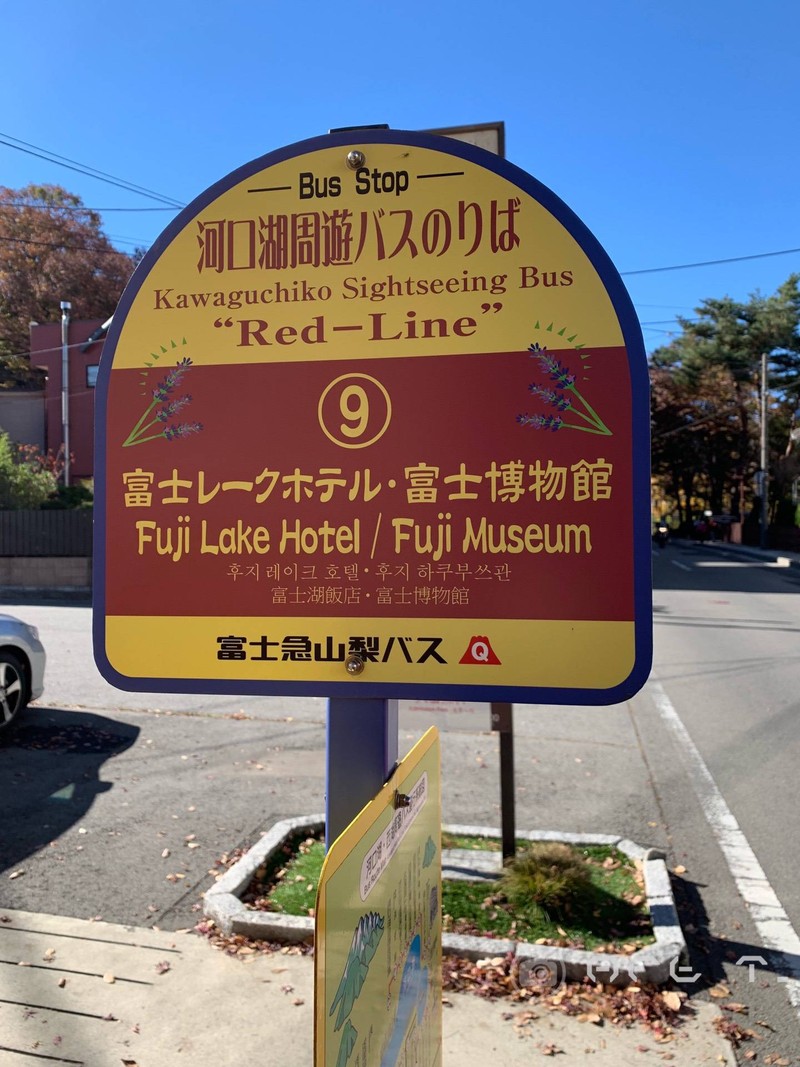 Bus Stop
河口湖周遊バスのりば
Kawaguchiko Sightseeing Bus
“Red-Line”
⑨
富士レークホテル・富士博物館
Fuji Lake Hotel / Fuji Museum
후지 레이크 호텔・후지 하쿠부쓰관
富士湖飯店・富士博物館
富士急山梨バス Q